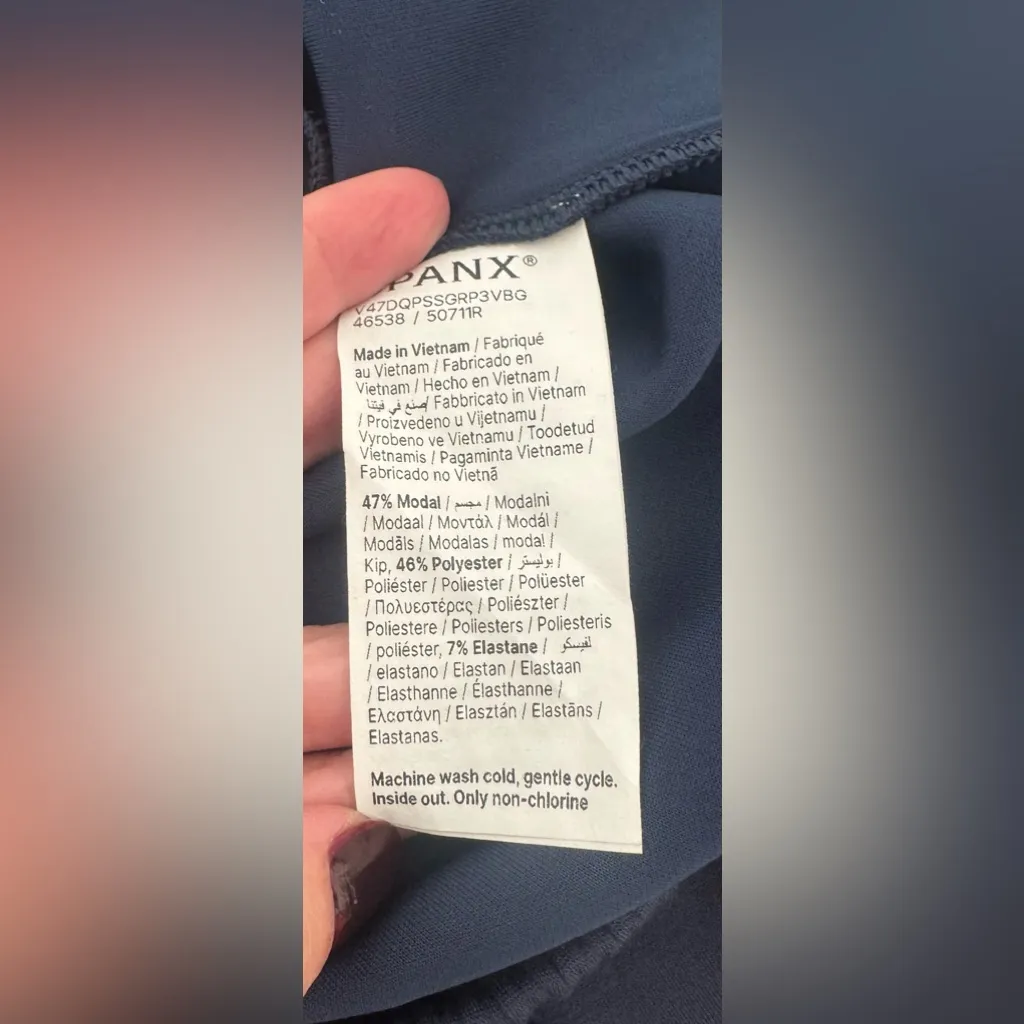 PANX®
V47DQPSSGRP3VBG
46538 / 50711R
Made in Vietnam / Fabriqué
au Vietnam / Fabricado en
Vietnam / Hecho en Vietnam /
صنع في فيتنا / Fabbricato in Vietnam
/ Proizvedeno u Vijetnamu /
Vyrobeno ve Vietnamu / Toodetud
Vietnamis / Pagaminta Vietname /
Fabricado no Vietnã
47% Modal / مجسم / Modalni
/ Modaal / Μοντάλ / Modál /
Modāls / Modalas / modal /
Kip, 46% Polyester / بوليستر /
Poliéster / Poliester / Polüester
/ Πολυεστέρας / Poliészter /
Poliestere / Poliesters / Poliesteris
/ poliéster, 7% Elastane / لفيسكو
/ elastano / Elastan / Elastaan
/ Elasthanne / Élasthanne /
Ελαστάνη / Elasztán / Elastāns /
Elastanas.
Machine wash cold, gentle cycle.
Inside out. Only non-chlorine